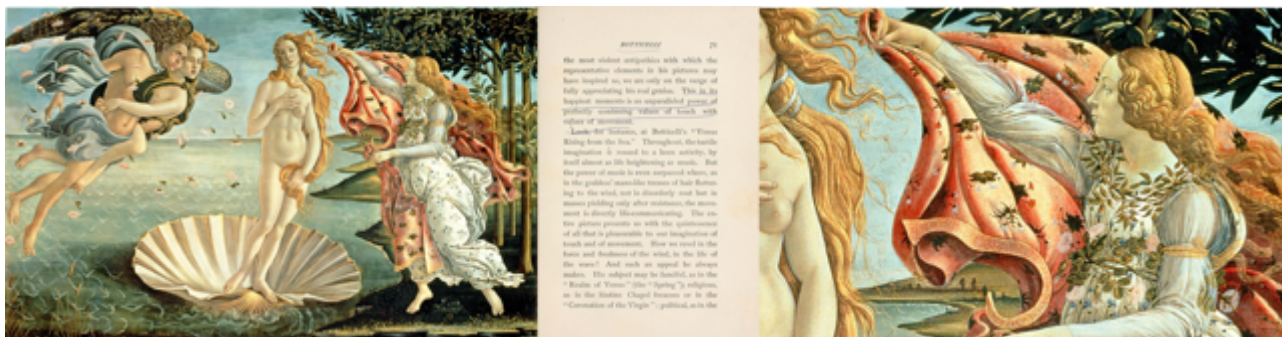 BOTTICELLI 71
the most violent antipathies with which the
representative elements in his pictures may
have inspired us, we are only on the verge of
fully appreciating his real genius. This in its
happiest moments is an unparalleled power of
perfectly combining values of touch with
values of movement.
Look, for instance, at Botticelli's "Venus
Rising from the Sea." Throughout, the tactile
imagination is roused to a keen activity, by
itself almost as life heightening as music. But
the power of music is even surpassed where, as
in the goddess' mane-like tresses of hair flutter-
ing to the wind, not in disorderly rout but in
masses yielding only after resistance, the move-
ment is directly life-communicating. The en-
tire picture presents us with the quintessence
of all that is pleasurable to our imagination of
touch and of movement. How we revel in the
force and freshness of the wind, in the life of
the wave! And such an appeal he always
makes. His subject may be fanciful, as in the
"Realm of Venus" (the "Spring"); religious,
as in the Sixtine Chapel frescoes or in the
"Coronation of the Virgin"; political, as in the